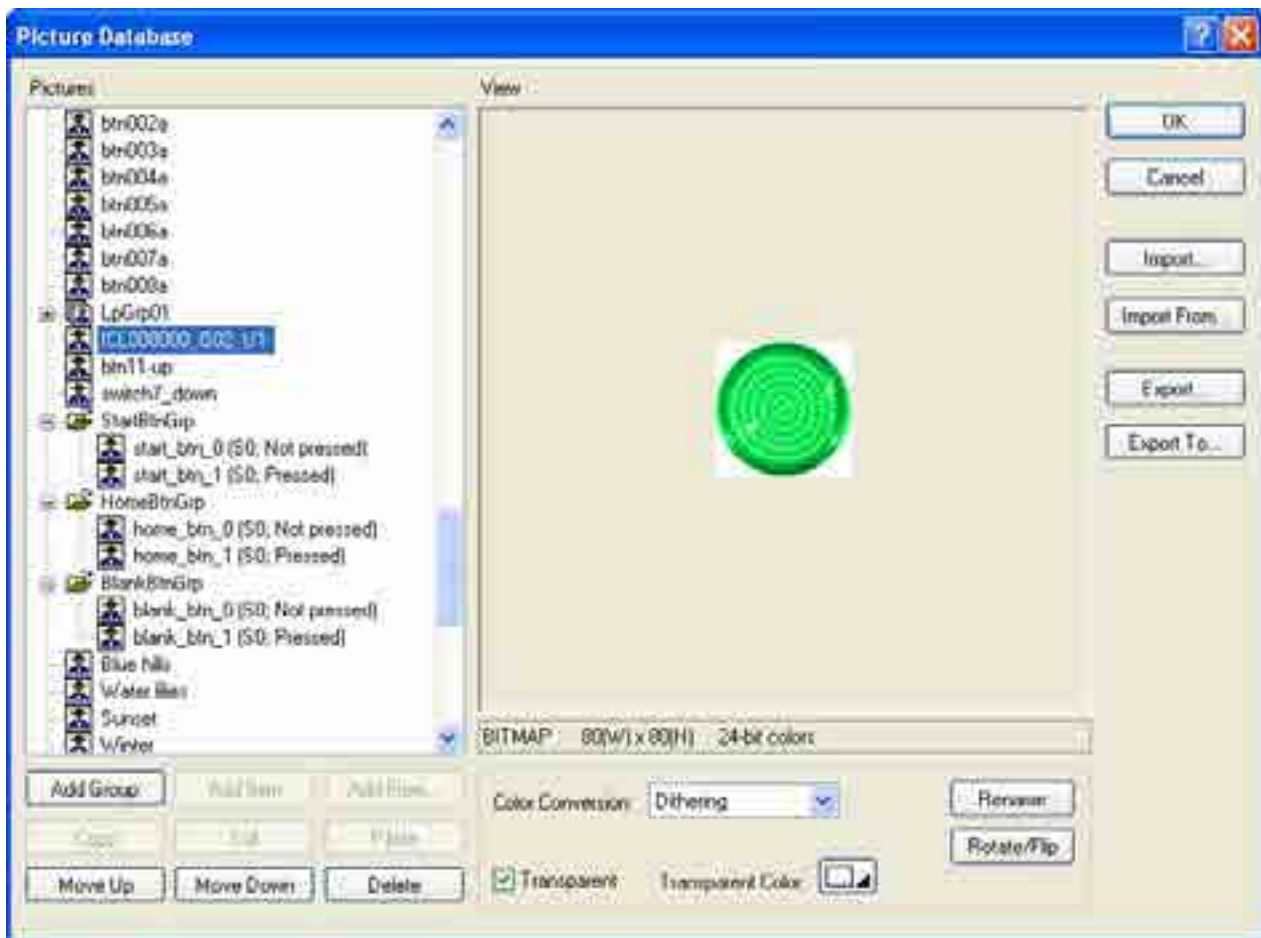 Picture Database
Pictures
View
btn002a
btn003a
btn004a
btn005a
btn006a
btn007a
btn008a
LpGrp01
btn11-up
switch7_down
StartBtnGrp
start_btn_0 (S0; Not pressed)
start_btn_1 (S0; Pressed)
HomeBtnGrp
home_btn_0 (S0; Not pressed)
home_btn_1 (S0; Pressed)
BlankBtnGrp
blank_btn_0 (S0; Not pressed)
blank_btn_1 (S0; Pressed)
Blue hills
Water lilies
Sunset
Winter
OK
Cancel
Import...
Import From...
Export...
Export To...
BITMAP 80(W) x 80(H) 24-bit colors
Add Group
Add Item
Add From...
Copy
Cut
Paste
Move Up
Move Down
Delete
Color Conversion: Dithering
Rename
Rotate/Flip
Transparent
Transparent Color: